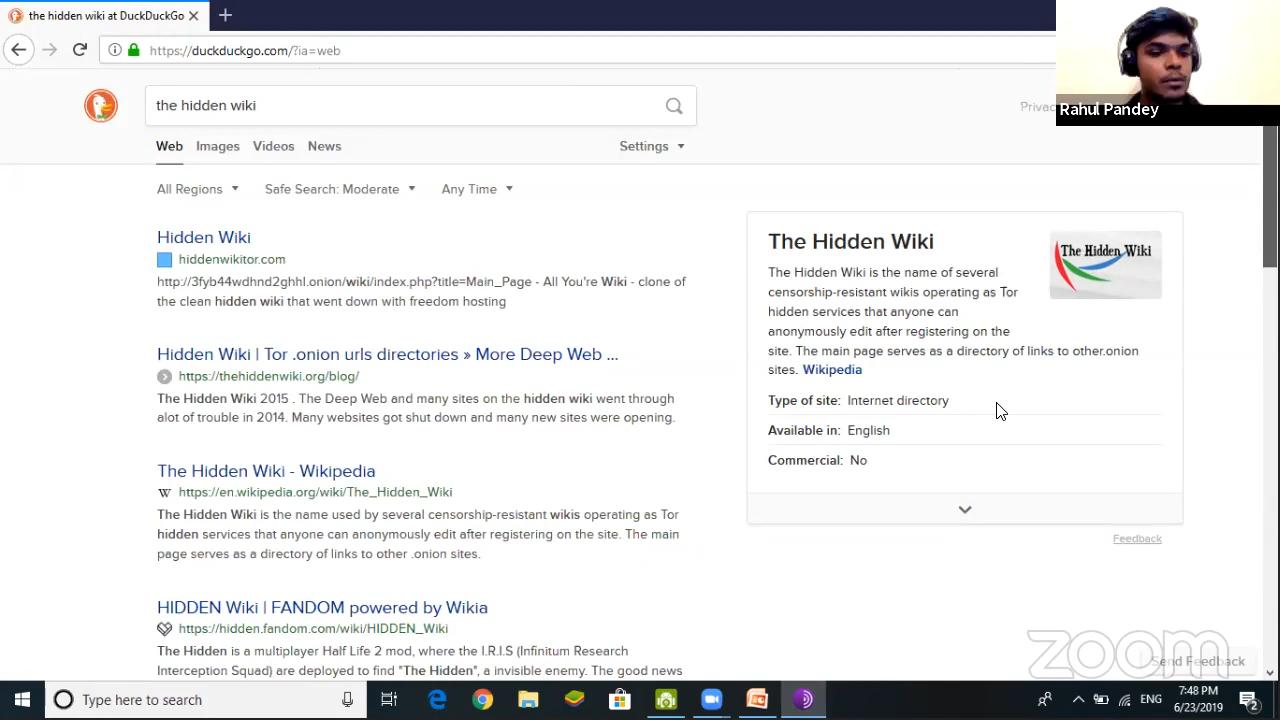 the hidden wiki at DuckDuckGo
https://duckduckgo.com/?ia=web
Rahul Pandey
the hidden wiki
Web Images Videos News Settings
All Regions Safe Search: Moderate Any Time
Hidden Wiki
hiddenwikitor.com
http://3fyb44wdhnd2ghhl.onion/wiki/index.php?title=Main_Page - All You're Wiki - clone of
the clean hidden wiki that went down with freedom hosting
Hidden Wiki | Tor .onion urls directories » More Deep Web ...
https://thehiddenwiki.org/blog/
The Hidden Wiki 2015 . The Deep Web and many sites on the hidden wiki went through
alot of trouble in 2014. Many websites got shut down and many new sites were opening.
The Hidden Wiki - Wikipedia
W https://en.wikipedia.org/wiki/The_Hidden_Wiki
The Hidden Wiki is the name used by several censorship-resistant wikis operating as Tor
hidden services that anyone can anonymously edit after registering on the site. The main
page serves as a directory of links to other .onion sites.
HIDDEN Wiki | FANDOM powered by Wikia
https://hidden.fandom.com/wiki/HIDDEN_Wiki
The Hidden is a multiplayer Half Life 2 mod, where the I.R.I.S (Infinitum Research
Interception Squad) are deployed to find "The Hidden", a invisible enemy. The good news
The Hidden Wiki
The Hidden Wiki
The Hidden Wiki is the name of several
censorship-resistant wikis operating as Tor
hidden services that anyone can
anonymously edit after registering on the
site. The main page serves as a directory of links to other.onion
sites. Wikipedia
Type of site: Internet directory
Available in: English
Commercial: No
Feedback
Send Feedback
zoom
Type here to search
ENG
7:48 PM
6/23/2019
2